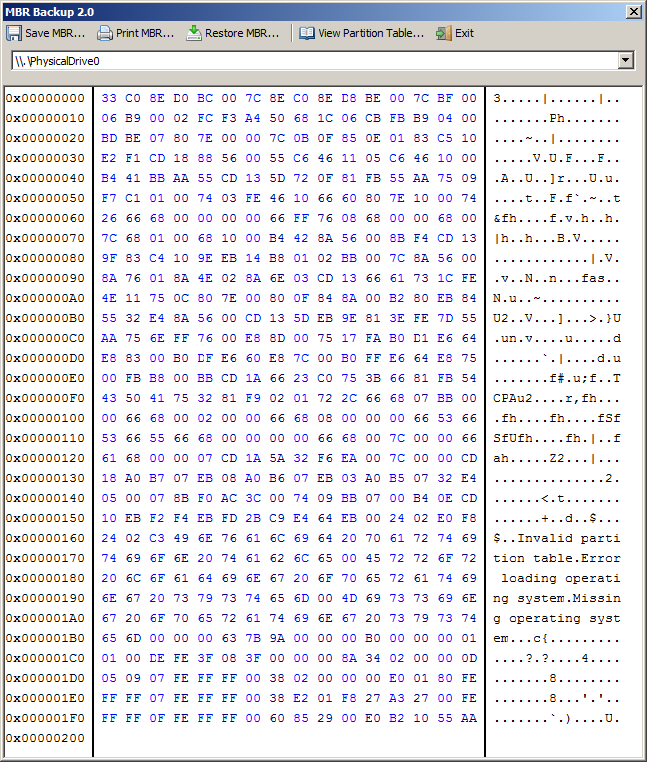 MBR Backup 2.0
Save MBR... Print MBR... Restore MBR... View Partition Table... Exit
\\.\PhysicalDrive0
0x00000000 33 C0 8E D0 BC 00 7C 8E C0 8E D8 BE 00 7C BF 00 3.....|......|..
0x00000010 06 B9 00 02 FC F3 A4 50 68 1C 06 CB FB B9 04 00 .......Ph.......
0x00000020 BD BE 07 80 7E 00 00 7C 0B 0F 85 0E 01 83 C5 10 ....~..|........
0x00000030 E2 F1 CD 18 88 56 00 55 C6 46 11 05 C6 46 10 00 .....V.U.F...F..
0x00000040 B4 41 BB AA 55 CD 13 5D 72 0F 81 FB 55 AA 75 09 .A..U..]r...U.u.
0x00000050 F7 C1 01 00 74 03 FE 46 10 66 60 80 7E 10 00 74 ....t..F.f`.~..t
0x00000060 26 66 68 00 00 00 00 66 FF 76 08 68 00 00 68 00 &fh....f.v.h..h.
0x00000070 7C 68 01 00 68 10 00 B4 42 8A 56 00 8B F4 CD 13 |h..h...B.V.....
0x00000080 9F 83 C4 10 9E EB 14 B8 01 02 BB 00 7C 8A 56 00 ............|.V.
0x00000090 8A 76 01 8A 4E 02 8A 6E 03 CD 13 66 61 73 1C FE .v..N..n...fas..
0x000000A0 4E 11 75 0C 80 7E 00 80 0F 84 8A 00 B2 80 EB 84 N.u..~..........
0x000000B0 55 32 E4 8A 56 00 CD 13 5D EB 9E 81 3E FE 7D 55 U2..V...]...>.}U
0x000000C0 AA 75 6E FF 76 00 E8 8D 00 75 17 FA B0 D1 E6 64 .un.v....u.....d
0x000000D0 E8 83 00 B0 DF E6 60 E8 7C 00 B0 FF E6 64 E8 75 ......`.|....d.u
0x000000E0 00 FB B8 00 BB CD 1A 66 23 C0 75 3B 66 81 FB 54 .......f#.u;f..T
0x000000F0 43 50 41 75 32 81 F9 02 01 72 2C 66 68 07 BB 00 CPAu2....r,fh...
0x00000100 00 66 68 00 02 00 00 66 68 08 00 00 00 66 53 66 .fh....fh....fSf
0x00000110 53 66 55 66 68 00 00 00 00 66 68 00 7C 00 00 66 SfUfh....fh.|..f
0x00000120 61 68 00 00 07 CD 1A 5A 32 F6 EA 00 7C 00 00 CD ah.....Z2...|...
0x00000130 18 A0 B7 07 EB 08 A0 B6 07 EB 03 A0 B5 07 32 E4 ..............2.
0x00000140 05 00 07 8B F0 AC 3C 00 74 09 BB 07 00 B4 0E CD ......<.t.......
0x00000150 10 EB F2 F4 EB FD 2B C9 E4 64 EB 00 24 02 E0 F8 ......+..d..$...
0x00000160 24 02 C3 49 6E 76 61 6C 69 64 20 70 61 72 74 69 $..Invalid parti
0x00000170 74 69 6F 6E 20 74 61 62 6C 65 00 45 72 72 6F 72 tion table.Error
0x00000180 20 6C 6F 61 64 69 6E 67 20 6F 70 65 72 61 74 69 loading operati
0x00000190 6E 67 20 73 79 73 74 65 6D 00 4D 69 73 73 69 6E ng system.Missin
0x000001A0 67 20 6F 70 65 72 61 74 69 6E 67 20 73 79 73 74 g operating syst
0x000001B0 65 6D 00 00 00 63 7B 9A 00 00 00 B0 00 00 00 01 em...c{.........
0x000001C0 01 00 DE FE 3F 08 3F 00 00 00 8A 34 02 00 00 0D ....?.?....4....
0x000001D0 05 09 07 FE FF FF 00 38 02 00 00 00 E0 01 80 FE .......8........
0x000001E0 FF FF 07 FE FF FF 00 38 E2 01 F8 27 A3 27 00 FE .......8...'.'..
0x000001F0 FF FF 0F FE FF FF 00 60 85 29 00 E0 B2 10 55 AA .......`.)....U.
0x00000200